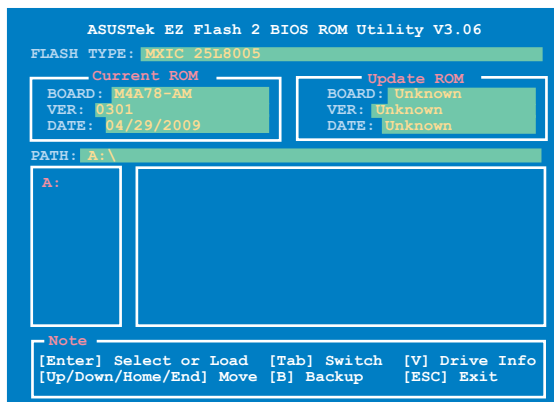 ASUSTek EZ Flash 2 BIOS ROM Utility V3.06
FLASH TYPE: MXIC 25L8005
Current ROM
BOARD: M4A78-AM
VER: 0301
DATE: 04/29/2009
Update ROM
BOARD: Unknown
VER: Unknown
DATE: Unknown
PATH: A:\
A:
Note
[Enter] Select or Load [Tab] Switch [V] Drive Info
[Up/Down/Home/End] Move [B] Backup [ESC] Exit